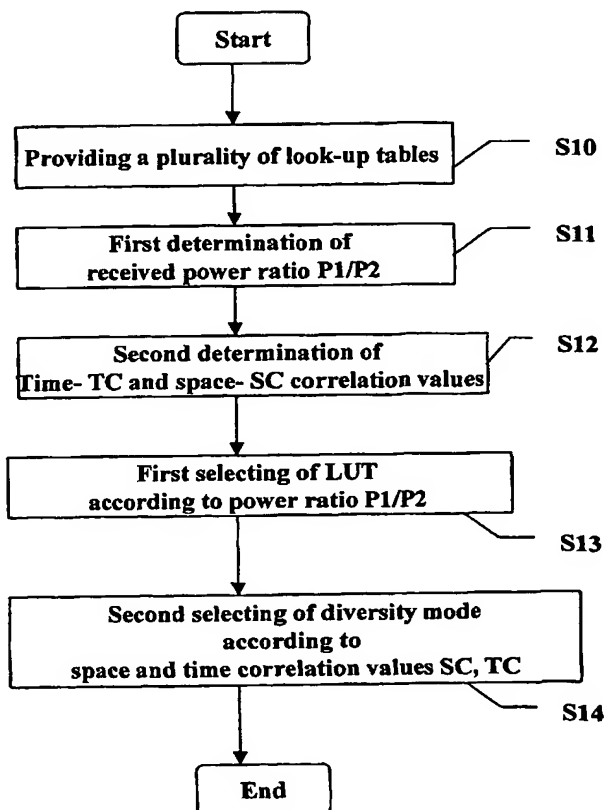 Start
Providing a plurality of look-up tables
S10
First determination of
received power ratio P1/P2
S11
Second determination of
Time- TC and space- SC correlation values
S12
First selecting of LUT
according to power ratio P1/P2
S13
Second selecting of diversity mode
according to
space and time correlation values SC, TC
S14
End